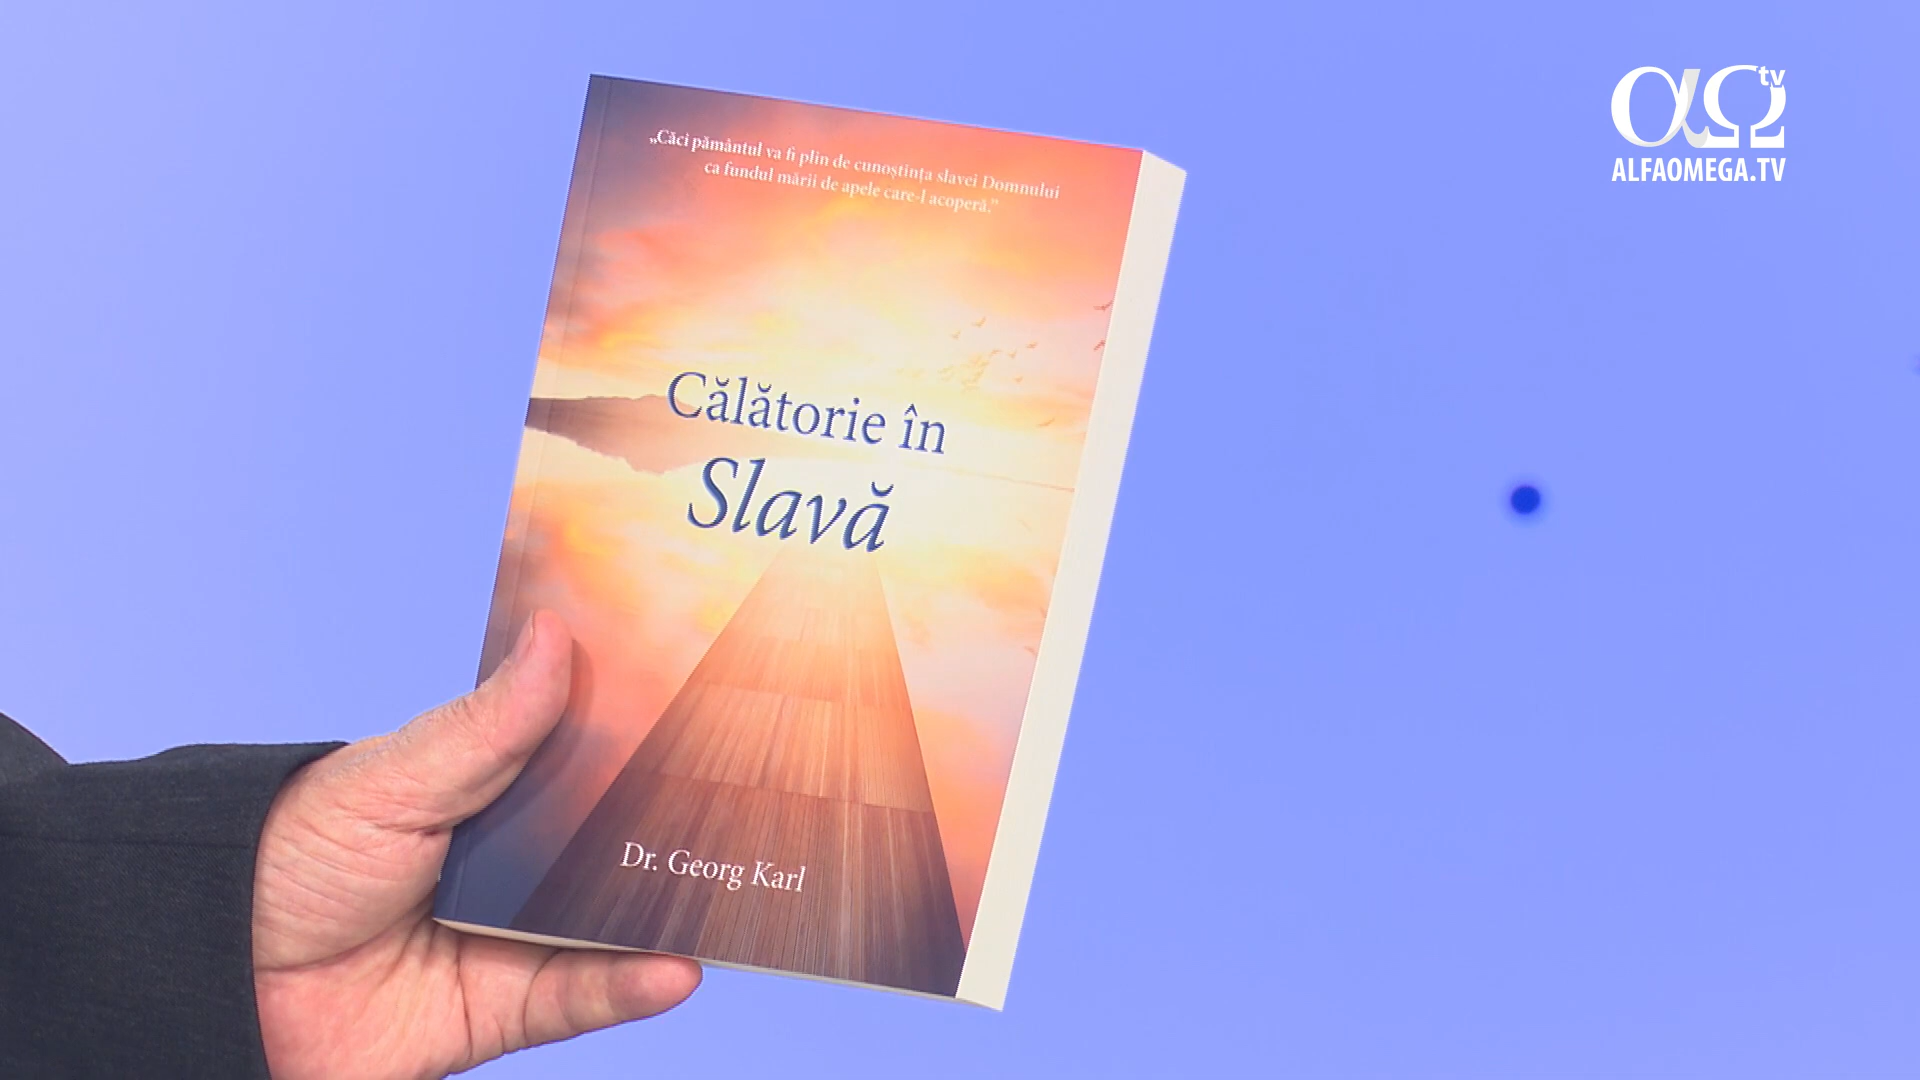 „Căci pământul va fi plin de cunoștința slavei Domnului
ca fundul mării de apele care-l acoperă.”
Călătorie în
Slavă
Dr. Georg Karl
αΩ tv
ALFAOMEGA.TV